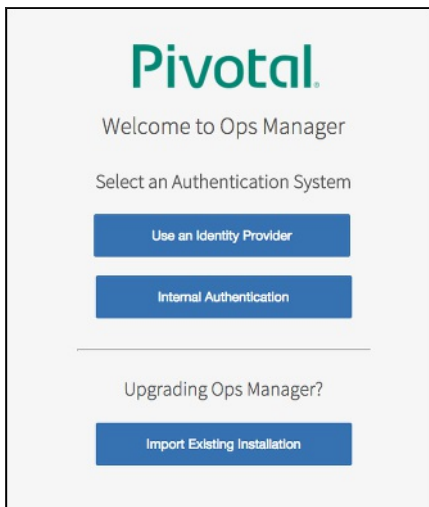 Pivotal
Welcome to Ops Manager
Select an Authentication System
Use an Identity Provider
Internal Authentication
Upgrading Ops Manager?
Import Existing Installation